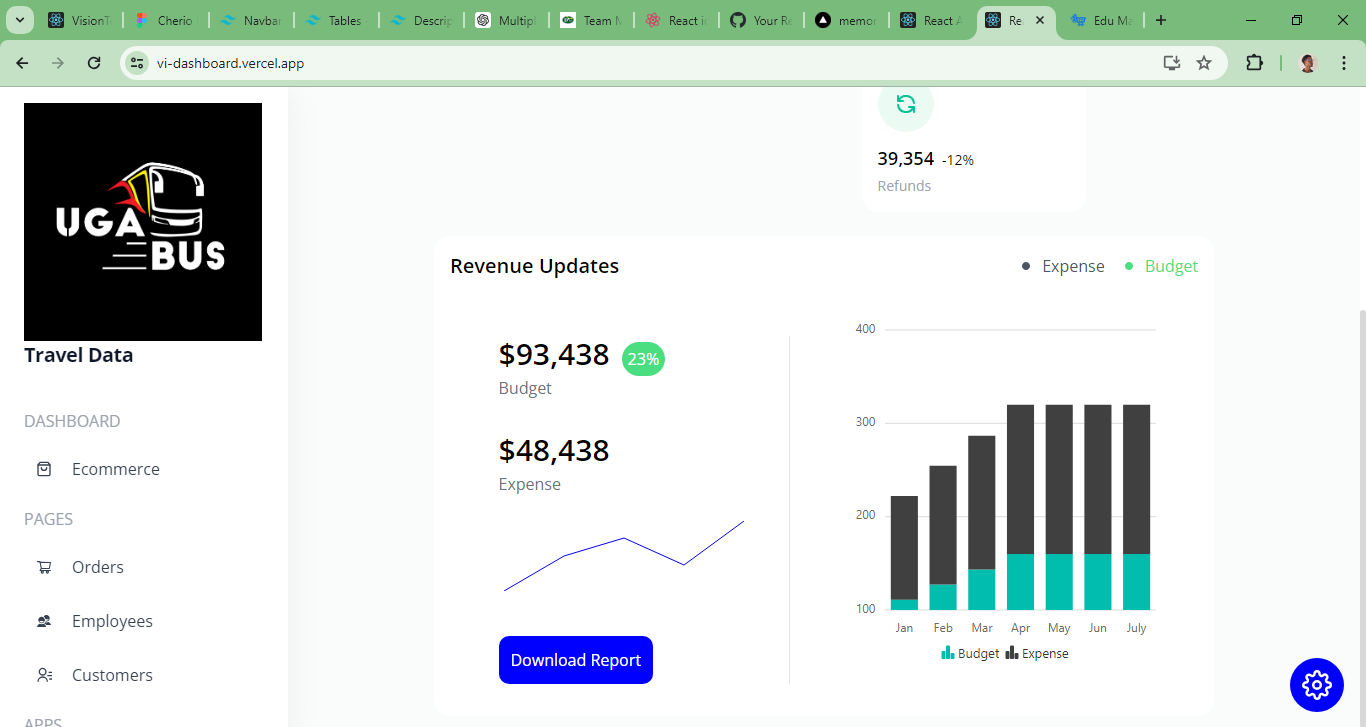 VisionT
Cherio
Navbar
Tables
Descrip
Multipl
Team M
React ic
Your Re
memor
React A
Rea
Edu Ma
vi-dashboard.vercel.app
UGA
BUS
Travel Data
DASHBOARD
Ecommerce
PAGES
Orders
Employees
Customers
APPS
39,354 -12%
Refunds
Revenue Updates
Expense Budget
$93,438 23%
Budget
$48,438
Expense
Download Report
400
300
200
100
Jan Feb Mar Apr May Jun July
Budget Expense